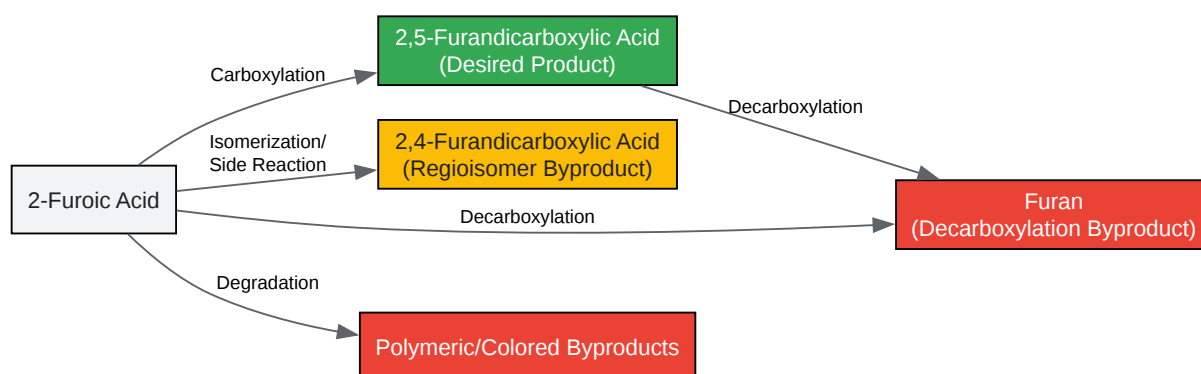 2,5-Furandicarboxylic Acid
(Desired Product)
Carboxylation
Decarboxylation
Isomerization/
Side Reaction
2,4-Furandicarboxylic Acid
(Regioisomer Byproduct)
2-Furoic Acid
Decarboxylation
Furan
(Decarboxylation Byproduct)
Degradation
Polymeric/Colored Byproducts